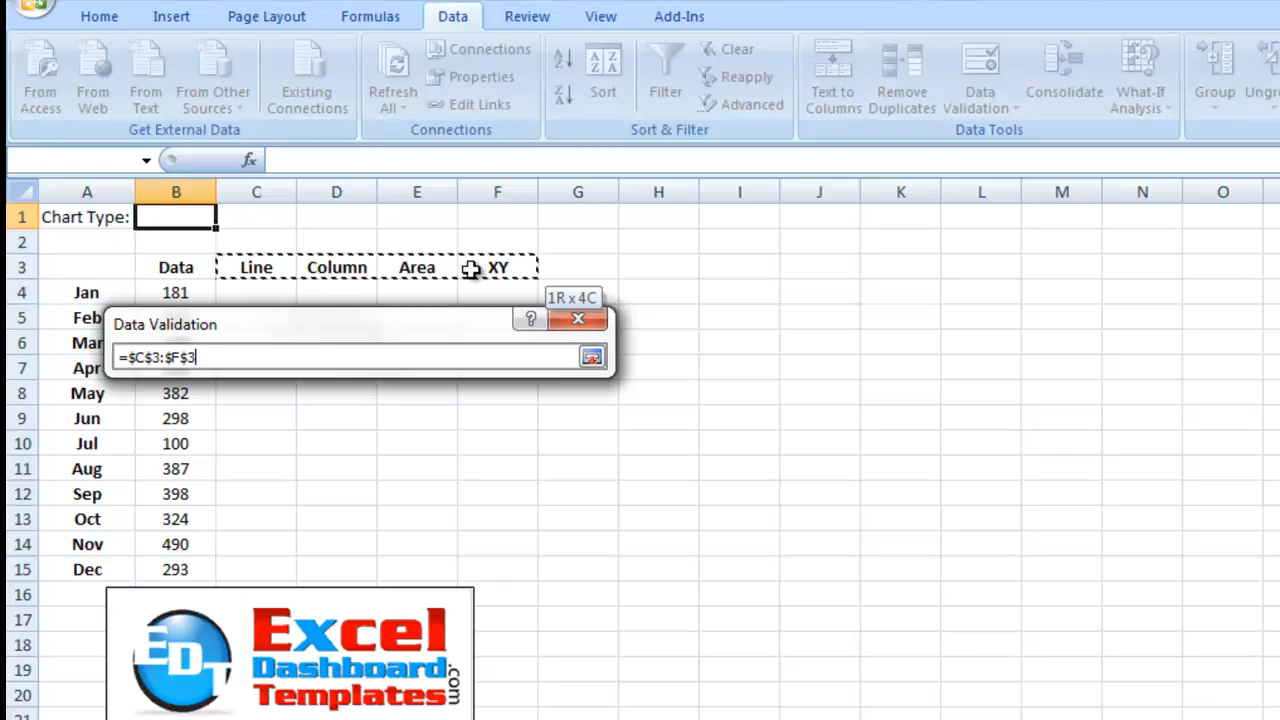 Home Insert Page Layout Formulas Data Review View Add-Ins
Connections Clear
Properties Reapply
Edit Links Advanced
From Access From Web From Text From Other Sources Existing Connections Refresh All Sort Filter Text to Columns Remove Duplicates Data Validation Consolidate What-If Analysis Group Ungr
Get External Data Connections Sort & Filter Data Tools
fx
A B C D E F G H I J K L M N O
1 Chart Type:
2
3 Data Line Column Area XY
4 Jan 181
1R x 4C
5 Feb
Data Validation ?
6 Mar
=$C$3:$F$3
7 Apr
8 May 382
9 Jun 298
10 Jul 100
11 Aug 387
12 Sep 398
13 Oct 324
14 Nov 490
15 Dec 293
16
17
18
19
20
EDT
Excel
Dashboard
Templates
.com